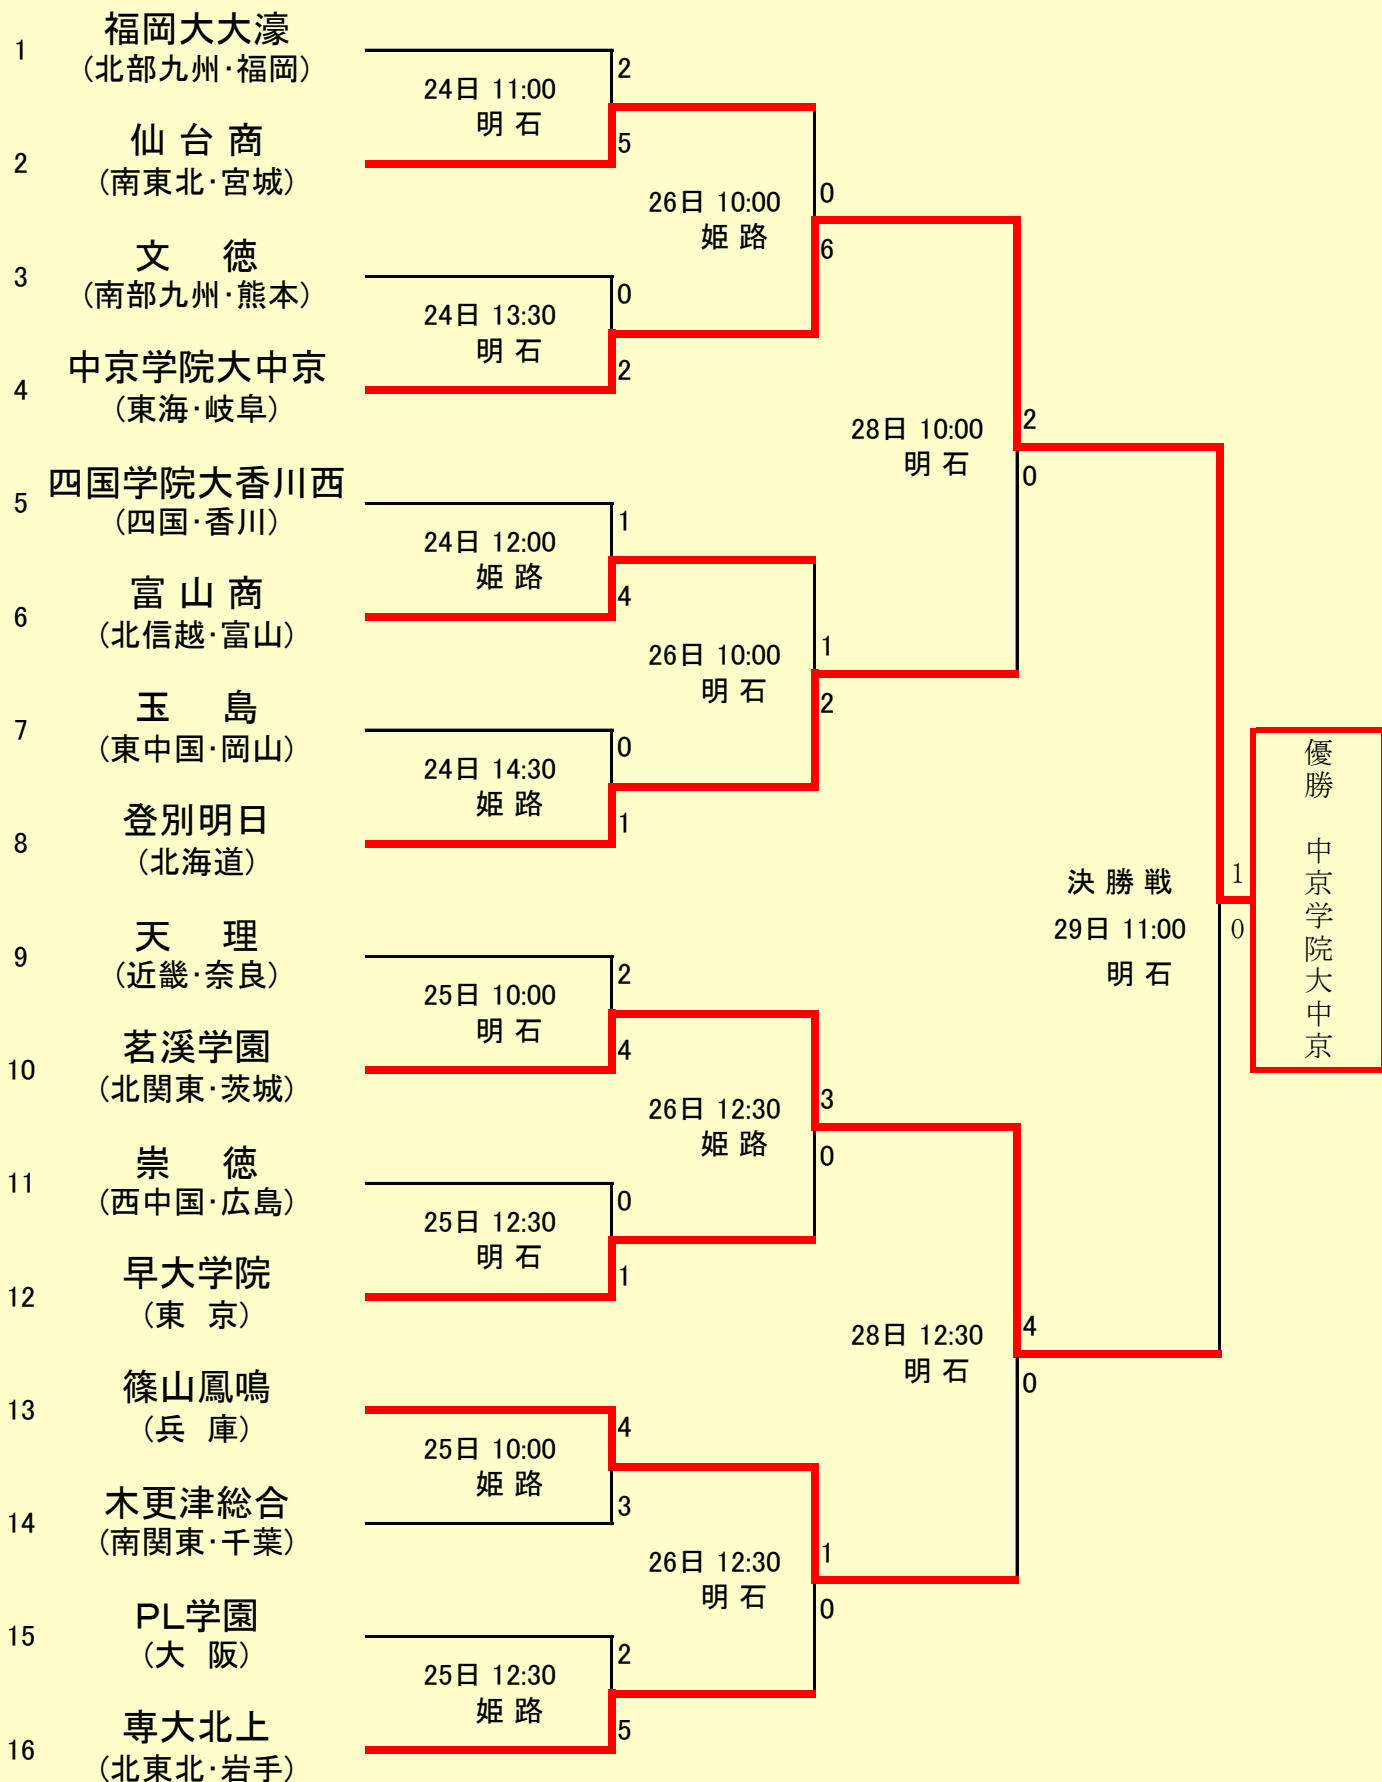 1
福岡大大濠
(北部九州・福岡)
2
24日 11:00
明 石
5
2
仙 台 商
(南東北・宮城)
26日 10:00
姫 路
0
6
3
文 徳
(南部九州・熊本)
0
24日 13:30
明 石
2
4
中京学院大中京
(東海・岐阜)
28日 10:00
明 石
2
0
5
四国学院大香川西
(四国・香川)
1
24日 12:00
姫 路
4
6
富 山 商
(北信越・富山)
26日 10:00
明 石
1
2
7
玉 島
(東中国・岡山)
0
24日 14:30
姫 路
1
8
登別明日
(北海道)
決 勝 戦
29日 11:00
明 石
1
0
優勝 中京学院大中京
9
天 理
(近畿・奈良)
2
25日 10:00
明 石
4
10
茗溪学園
(北関東・茨城)
26日 12:30
姫 路
3
0
11
崇 徳
(西中国・広島)
0
25日 12:30
明 石
1
12
早大学院
(東 京)
28日 12:30
明 石
4
0
13
篠山鳳鳴
(兵 庫)
4
25日 10:00
姫 路
3
14
木更津総合
(南関東・千葉)
26日 12:30
明 石
1
0
15
PL学園
(大 阪)
2
25日 12:30
姫 路
5
16
専大北上
(北東北・岩手)